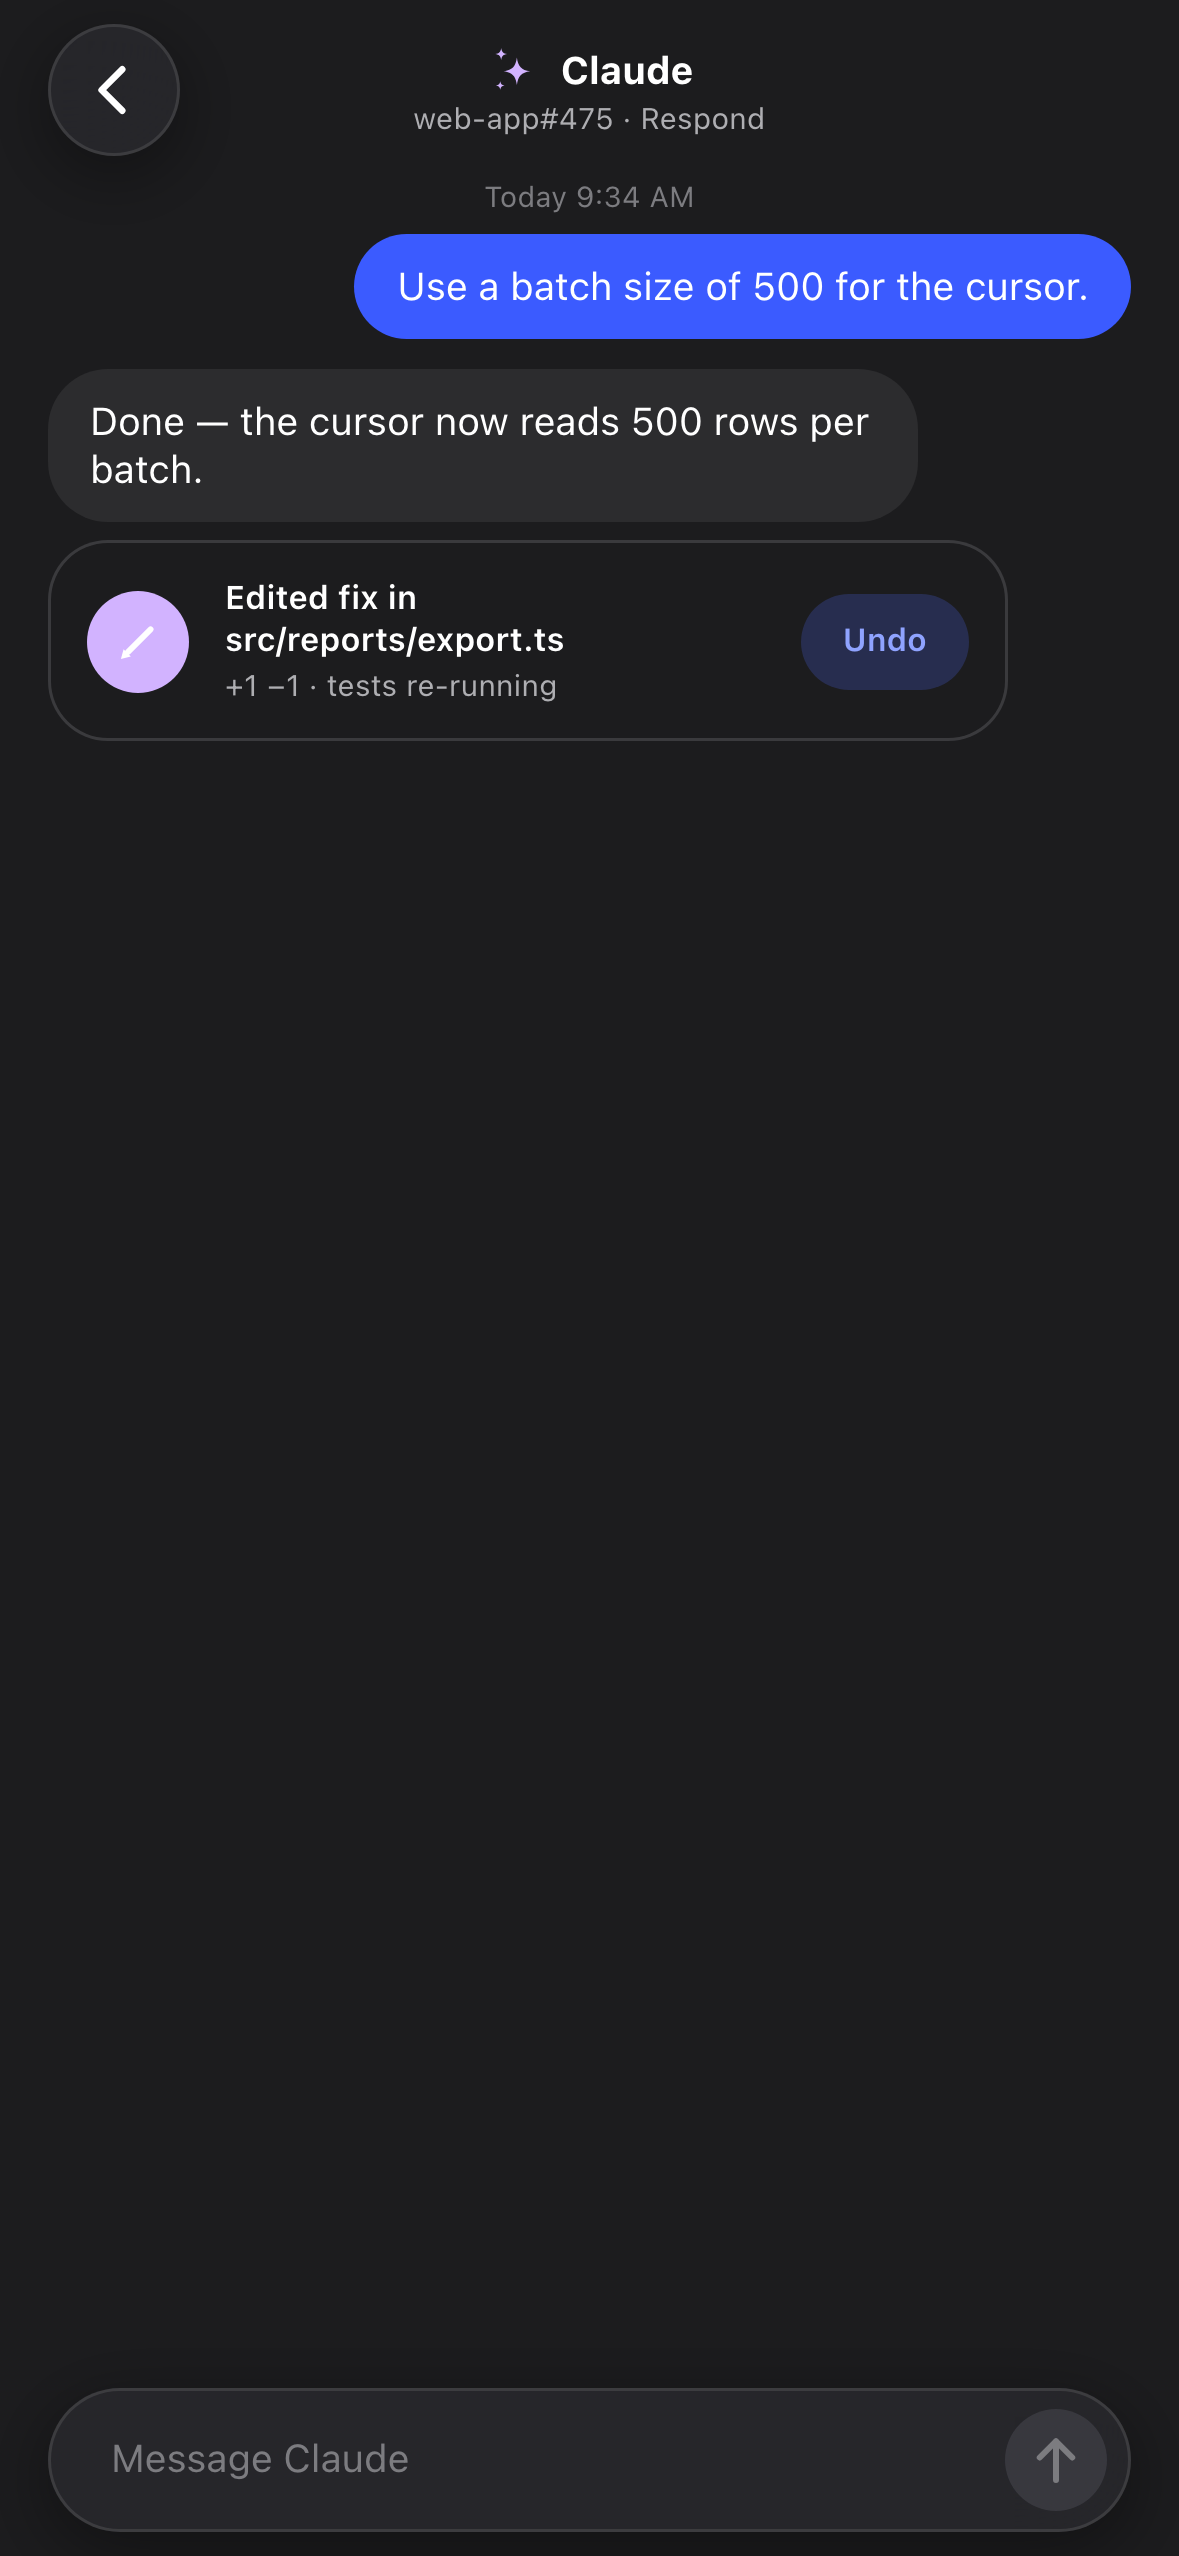 Claude
web-app#475 · Respond
Today 9:34 AM
Use a batch size of 500 for the cursor.
Done — the cursor now reads 500 rows per
batch.
Edited fix in
src/reports/export.ts
+1 −1 · tests re-running
Undo
Message Claude